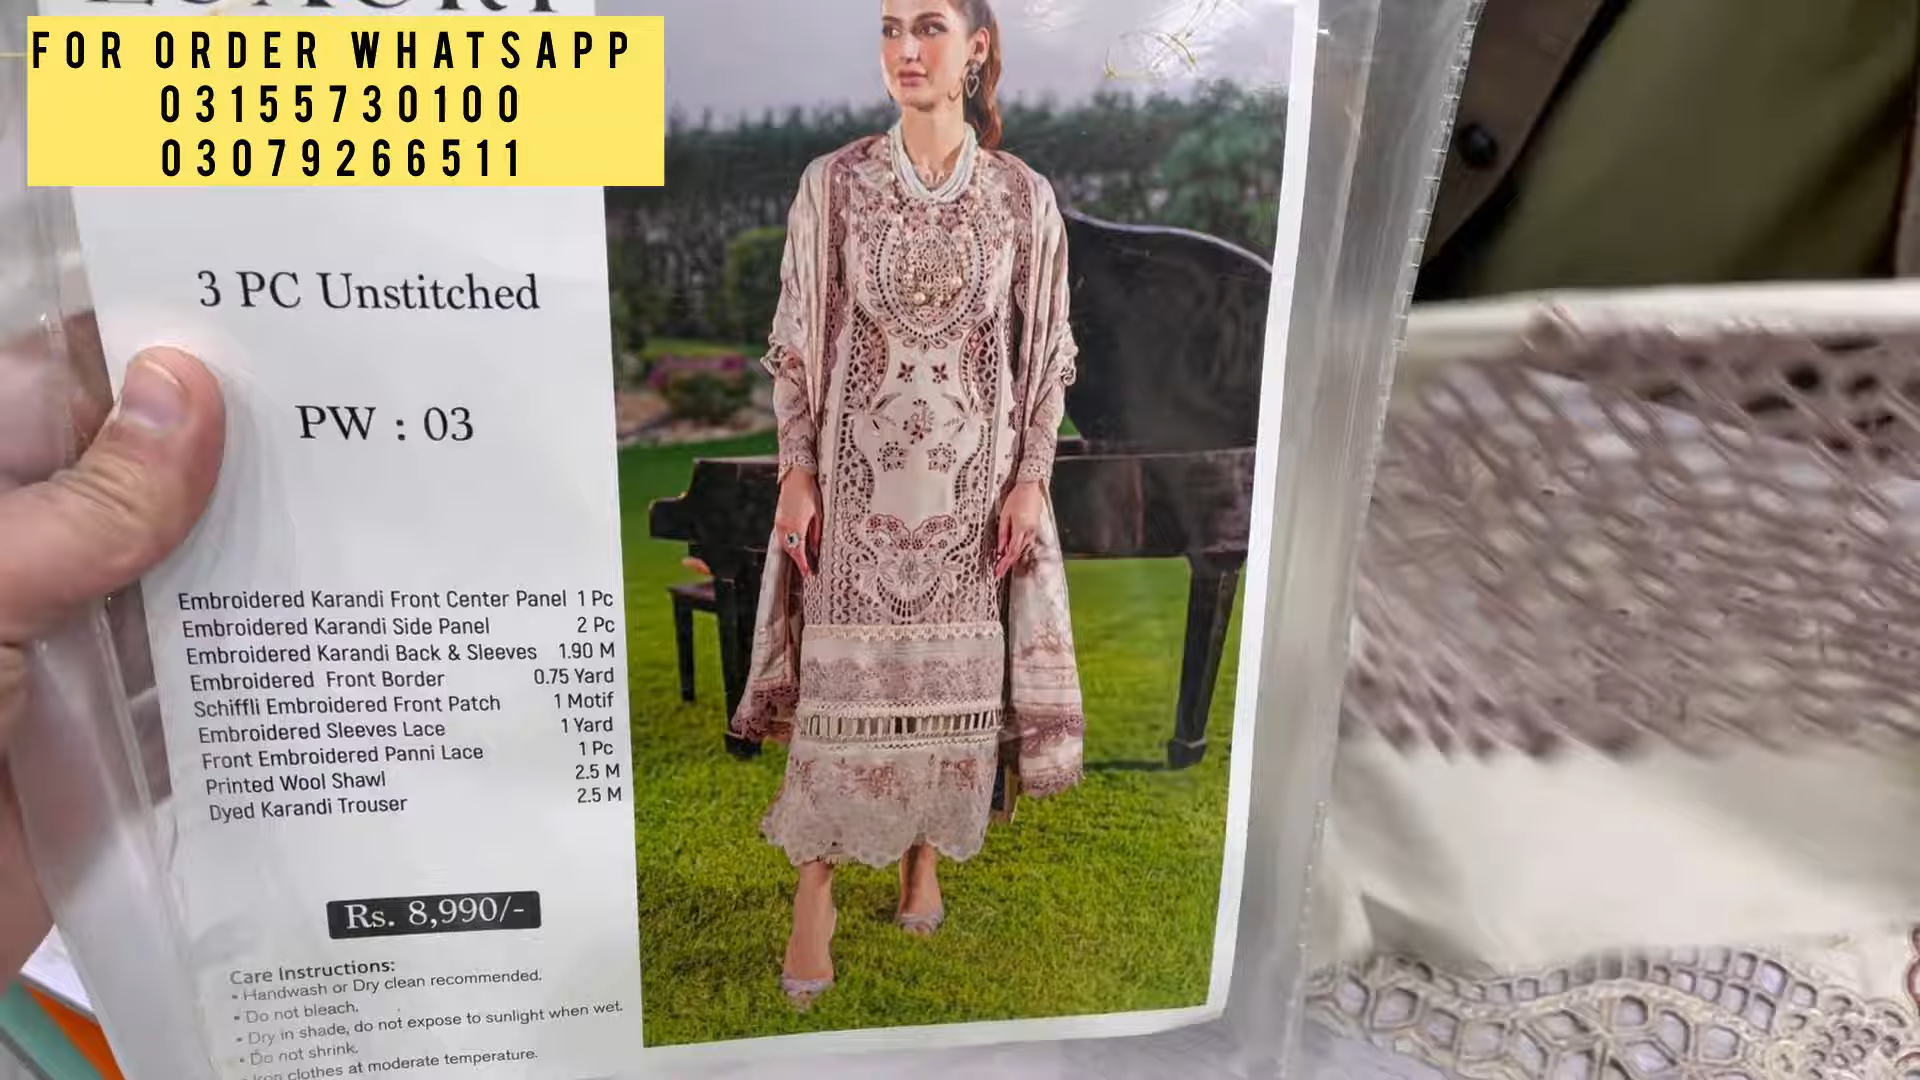 LUXURY
FOR ORDER WHATSAPP
03155730100
03079266511
3 PC Unstitched
PW : 03
Embroidered Karandi Front Center Panel 1 Pc
Embroidered Karandi Side Panel 2 Pc
Embroidered Karandi Back & Sleeves 1.90 M
Embroidered Front Border 0.75 Yard
Schiffli Embroidered Front Patch 1 Motif
Embroidered Sleeves Lace 1 Yard
Front Embroidered Panni Lace 1 Pc
Printed Wool Shawl 2.5 M
Dyed Karandi Trouser 2.5 M
Rs. 8,990/-
Care Instructions:
• Handwash or Dry clean recommended.
• Do not bleach.
• Dry in shade, do not expose to sunlight when wet.
• Do not shrink.
• Iron clothes at moderate temperature.